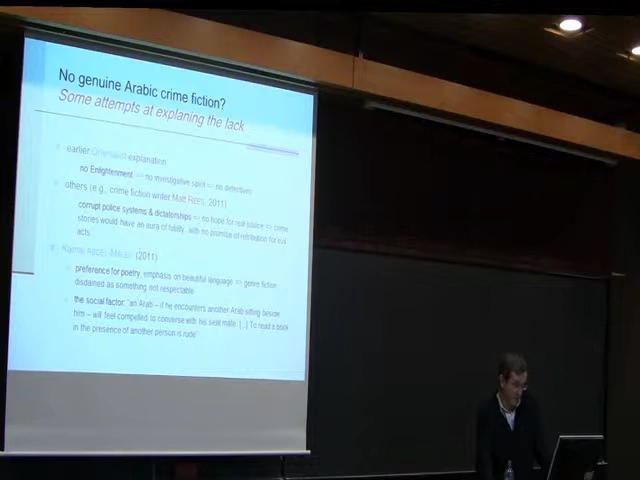 No genuine Arabic crime fiction?
Some attempts at explaning the lack
earlier Orientalist explanation
no Enlightenment => no investigative spirit => no detectives
others (e.g., crime fiction writer Matt REES, 2011)
corrupt police systems & dictatorships => no hope for real justice => crime
stories would have an aura of futility, with no promise of retribution for evil
acts.
Kamal ABDEL-MALEK (2011)
preference for poetry, emphasis on beautiful language => genre fiction
disdained as something not respectable
the social factor: "an Arab – if he encounters another Arab sitting beside
him – will feel compelled to converse with his seat mate. [...] To read a book
in the presence of another person is rude"